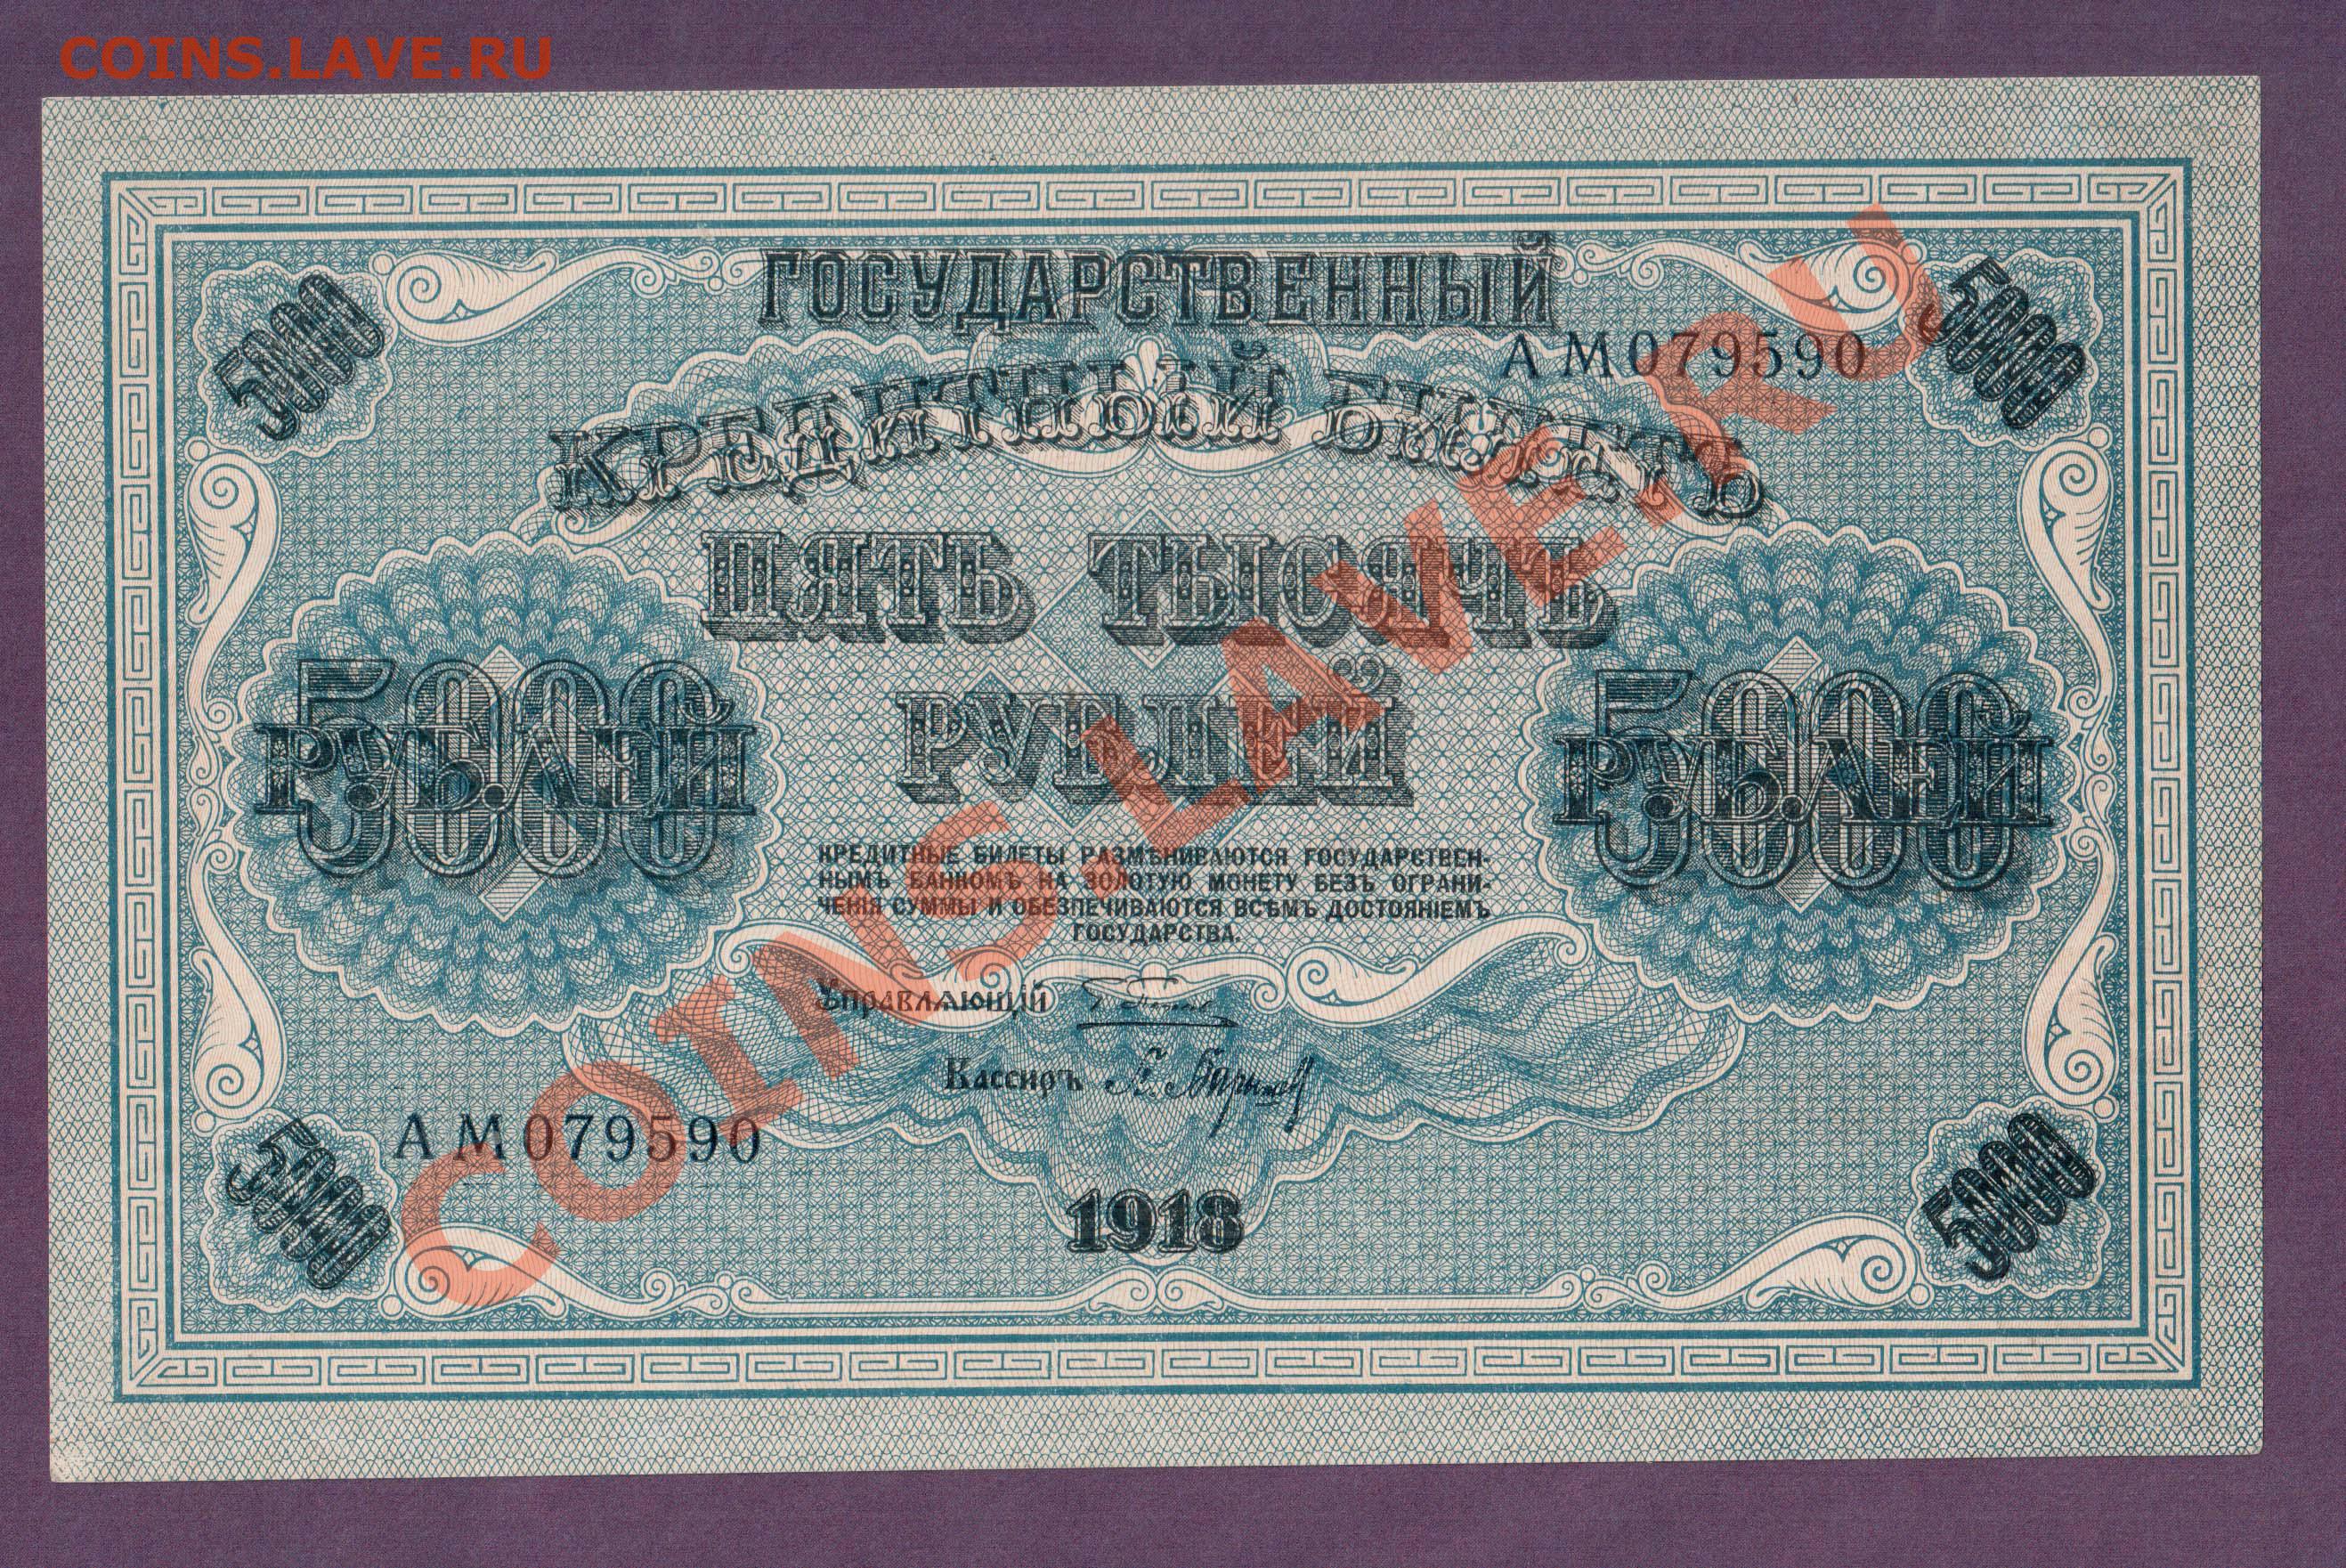 COINS.LAVE.RU
5000
ГОСУДАРСТВЕННЫЙ
5000
АМ079590
КРЕДИТНЫЙ БИЛЕТЪ
ПЯТЬ ТЫСЯЧЪ
РУБЛЕЙ
5000
РУБЛЕЙ
5000
РУБЛЕЙ
КРЕДИТНЫЕ БИЛЕТЫ РАЗМѢНИВАЮТСЯ ГОСУДАРСТВЕН-
НЫМЪ БАНКОМЪ НА ЗОЛОТУЮ МОНЕТУ БЕЗЪ ОГРАНИ-
ЧЕНІЯ СУММЫ И ОБЕЗПЕЧИВАЮТСЯ ВСѢМЪ ДОСТОЯНІЕМЪ
ГОСУДАРСТВА.
Управляющій
Кассиръ
АМ079590
5000
1918
5000
COINS.LAVE.RU